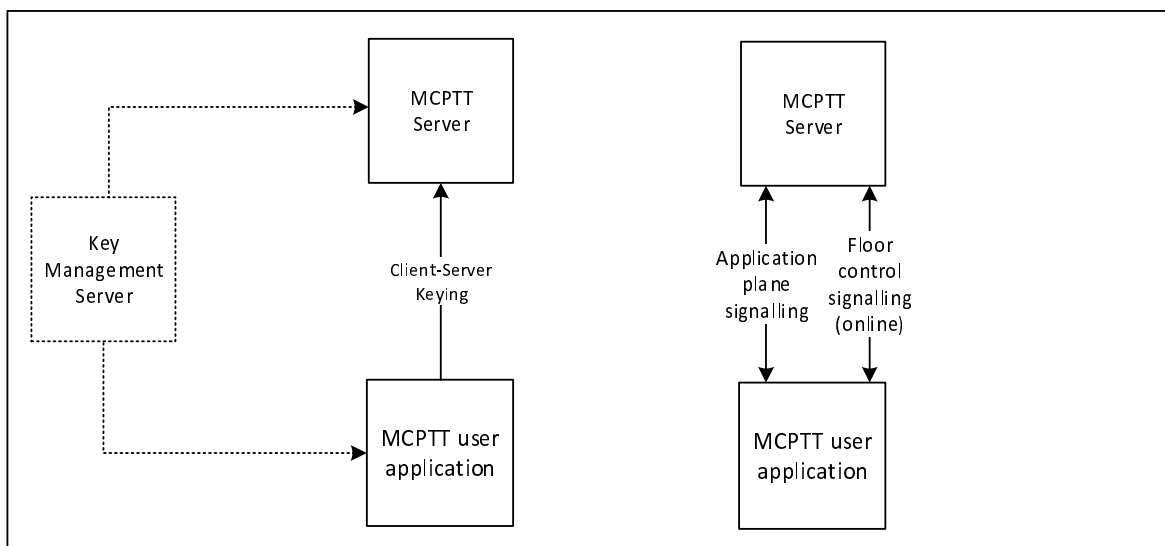 MCPTT
Server
Key
Management
Server
Client-Server
Keying
MCPTT user
application
MCPTT
Server
Application
plane
signalling
Floor
control
signalling
(online)
MCPTT user
application